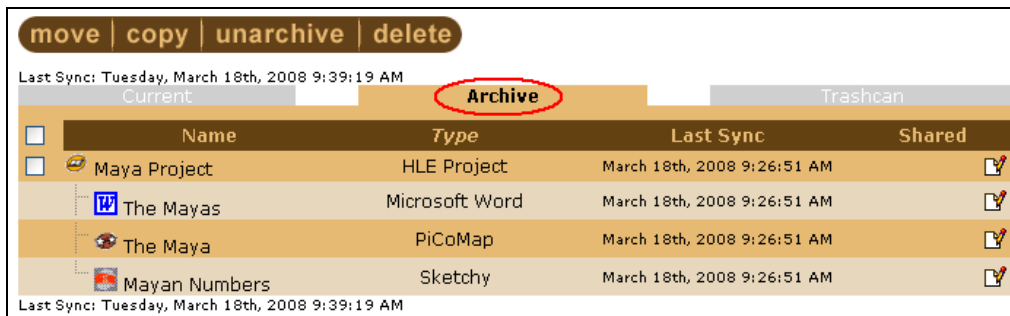 move | copy | unarchive | delete
Last Sync: Tuesday, March 18th, 2008 9:39:19 AM
Current Archive Trashcan
Name Type Last Sync Shared
Maya Project HLE Project March 18th, 2008 9:26:51 AM
The Mayas Microsoft Word March 18th, 2008 9:26:51 AM
The Maya PiCoMap March 18th, 2008 9:26:51 AM
Mayan Numbers Sketchy March 18th, 2008 9:26:51 AM
Last Sync: Tuesday, March 18th, 2008 9:39:19 AM